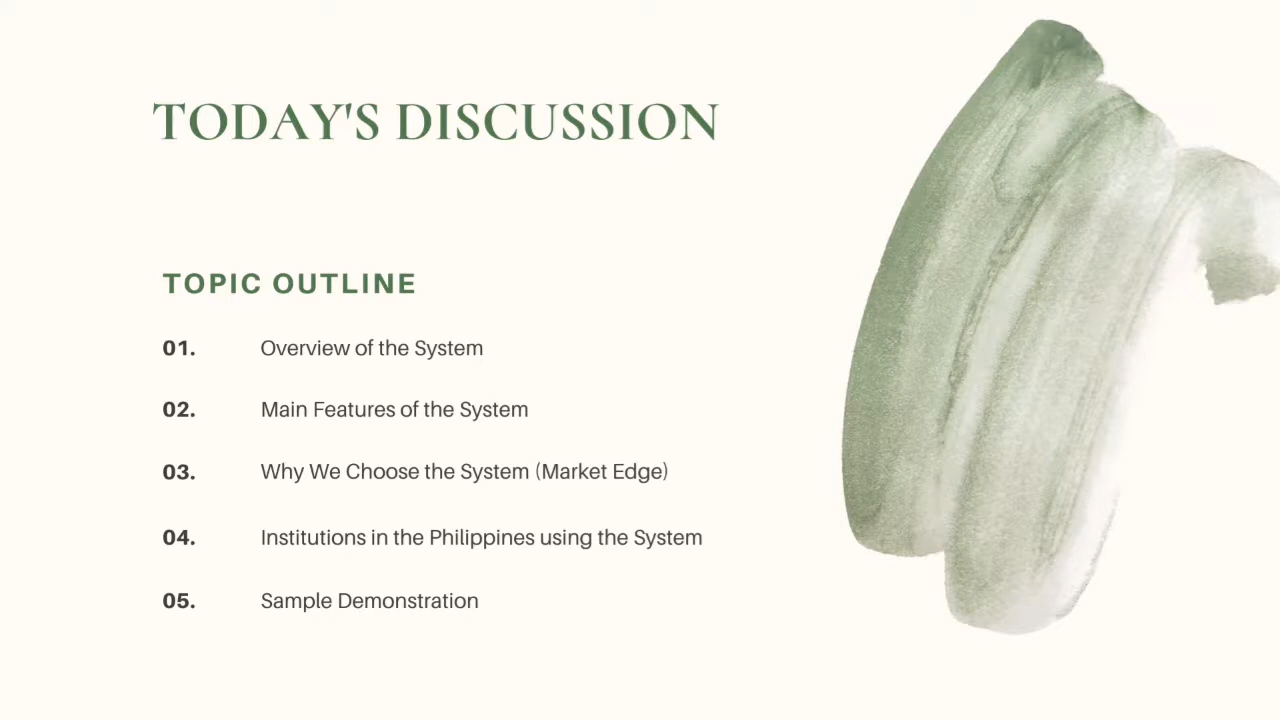 TODAY'S DISCUSSION
TOPIC OUTLINE
01. Overview of the System
02. Main Features of the System
03. Why We Choose the System (Market Edge)
04. Institutions in the Philippines using the System
05. Sample Demonstration